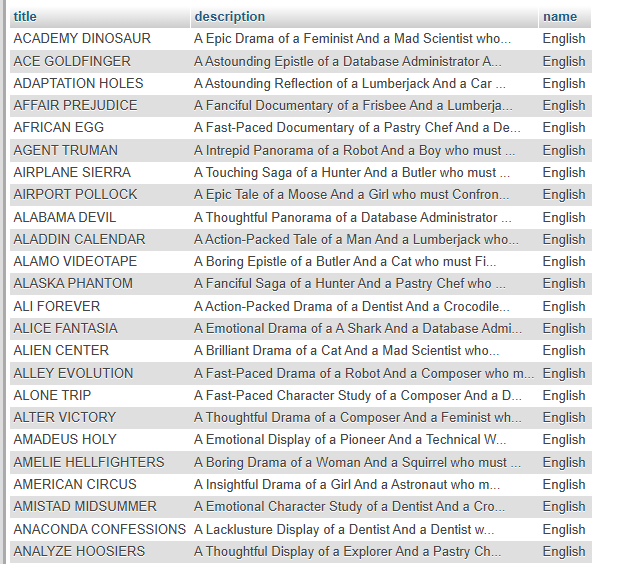 title description name
ACADEMY DINOSAUR A Epic Drama of a Feminist And a Mad Scientist who... English
ACE GOLDFINGER A Astounding Epistle of a Database Administrator A... English
ADAPTATION HOLES A Astounding Reflection of a Lumberjack And a Car ... English
AFFAIR PREJUDICE A Fanciful Documentary of a Frisbee And a Lumberja... English
AFRICAN EGG A Fast-Paced Documentary of a Pastry Chef And a De... English
AGENT TRUMAN A Intrepid Panorama of a Robot And a Boy who must ... English
AIRPLANE SIERRA A Touching Saga of a Hunter And a Butler who must ... English
AIRPORT POLLOCK A Epic Tale of a Moose And a Girl who must Confron... English
ALABAMA DEVIL A Thoughtful Panorama of a Database Administrator ... English
ALADDIN CALENDAR A Action-Packed Tale of a Man And a Lumberjack who... English
ALAMO VIDEOTAPE A Boring Epistle of a Butler And a Cat who must Fi... English
ALASKA PHANTOM A Fanciful Saga of a Hunter And a Pastry Chef who ... English
ALI FOREVER A Action-Packed Drama of a Dentist And a Crocodile... English
ALICE FANTASIA A Emotional Drama of a A Shark And a Database Admi... English
ALIEN CENTER A Brilliant Drama of a Cat And a Mad Scientist who... English
ALLEY EVOLUTION A Fast-Paced Drama of a Robot And a Composer who m... English
ALONE TRIP A Fast-Paced Character Study of a Composer And a D... English
ALTER VICTORY A Thoughtful Drama of a Composer And a Feminist wh... English
AMADEUS HOLY A Emotional Display of a Pioneer And a Technical W... English
AMELIE HELLFIGHTERS A Boring Drama of a Woman And a Squirrel who must ... English
AMERICAN CIRCUS A Insightful Drama of a Girl And a Astronaut who m... English
AMISTAD MIDSUMMER A Emotional Character Study of a Dentist And a Cro... English
ANACONDA CONFESSIONS A Lacklusture Display of a Dentist And a Dentist w... English
ANALYZE HOOSIERS A Thoughtful Display of a Explorer And a Pastry Ch... English